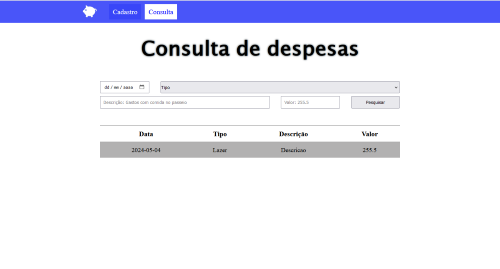 Cadastro Consulta
Consulta de despesas
dd / mm / aaaa Tipo
Descrição: Gastos com comida no passeio Valor: 255.5 Pesquisar
Data Tipo Descrição Valor
2024-05-04 Lazer Descricao 255.5